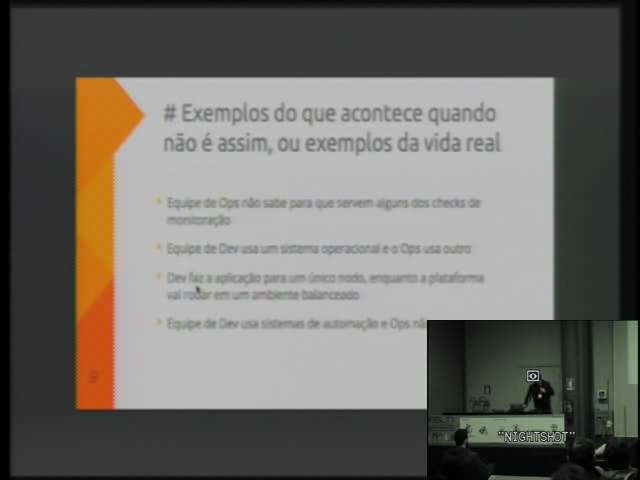 # Exemplos do que acontece quando
não é assim, ou exemplos da vida real
Equipe de Ops não sabe para que servem alguns dos checks de
monitoração
Equipe de Dev usa um sistema operacional e o Ops usa outro
Dev faz a aplicação para um único nodo, enquanto a plataforma
vai rodar em um ambiente balanceado
Equipe de Dev usa sistemas de automação e Ops
9
"NIGHTSHOT"